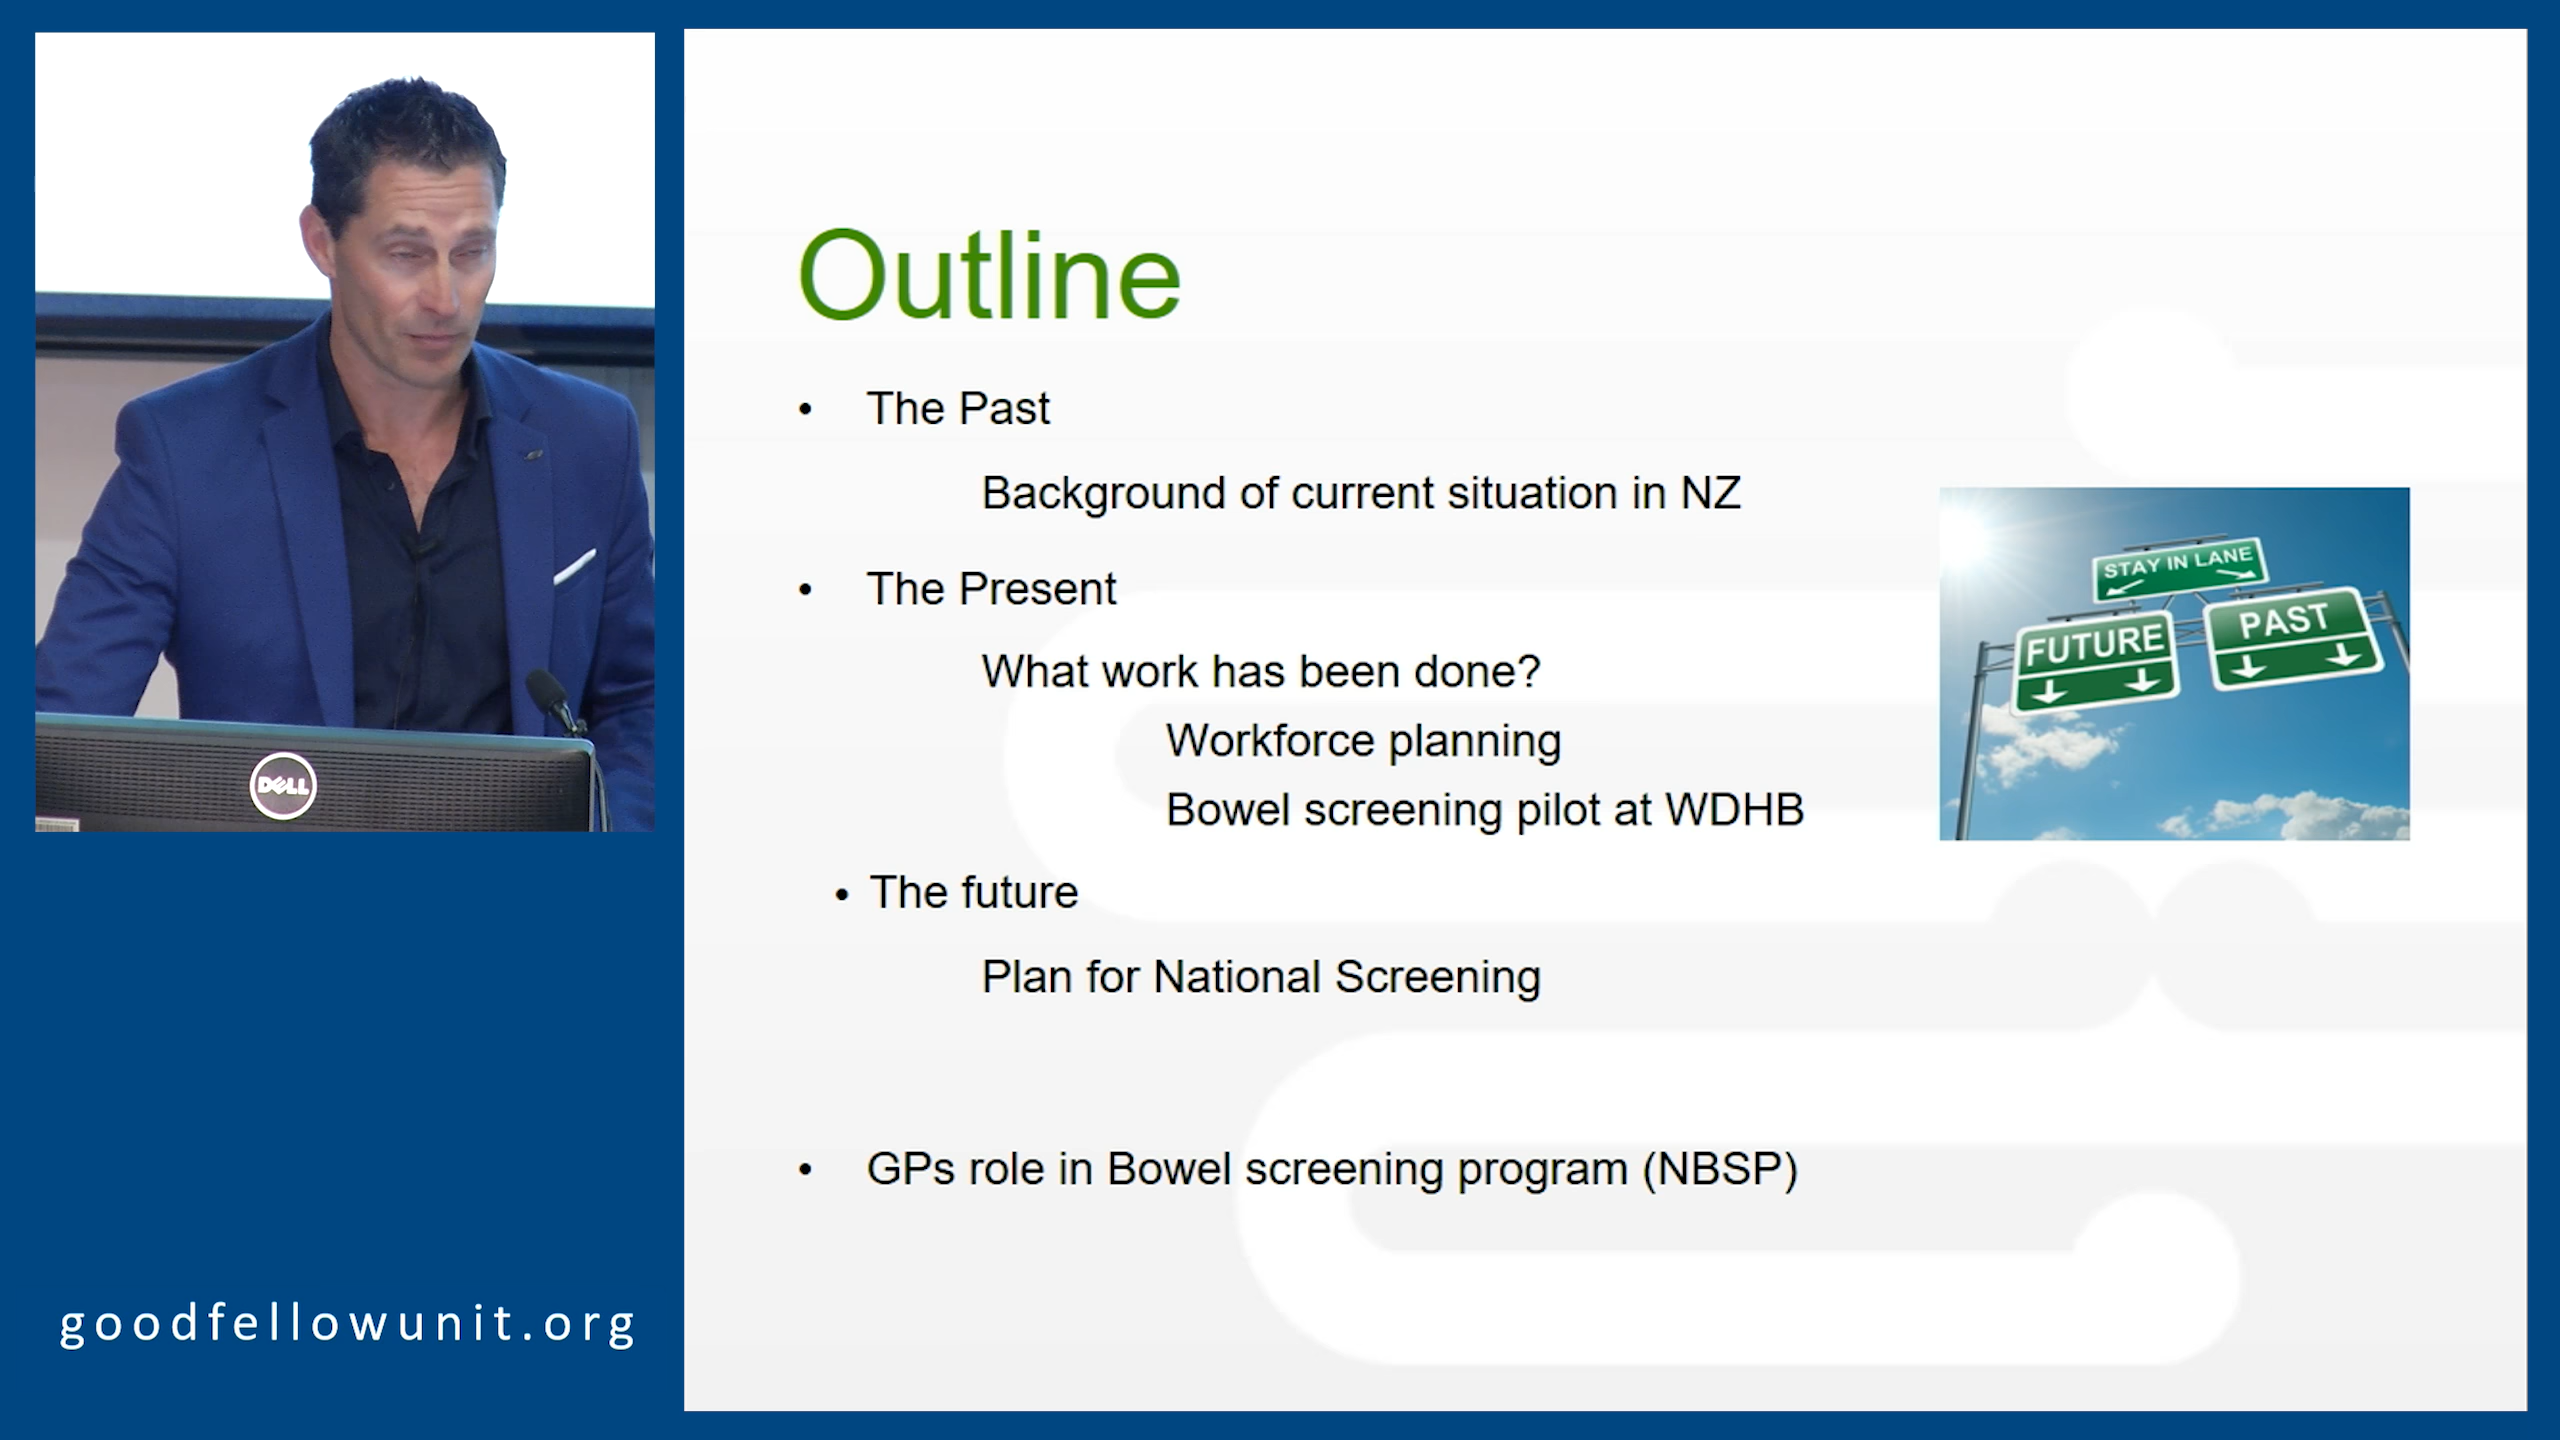 Outline
• The Past
Background of current situation in NZ
• The Present
What work has been done?
Workforce planning
Bowel screening pilot at WDHB
• The future
Plan for National Screening
• GPs role in Bowel screening program (NBSP)
STAY IN LANE
FUTURE
PAST
DELL
goodfellowunit.org